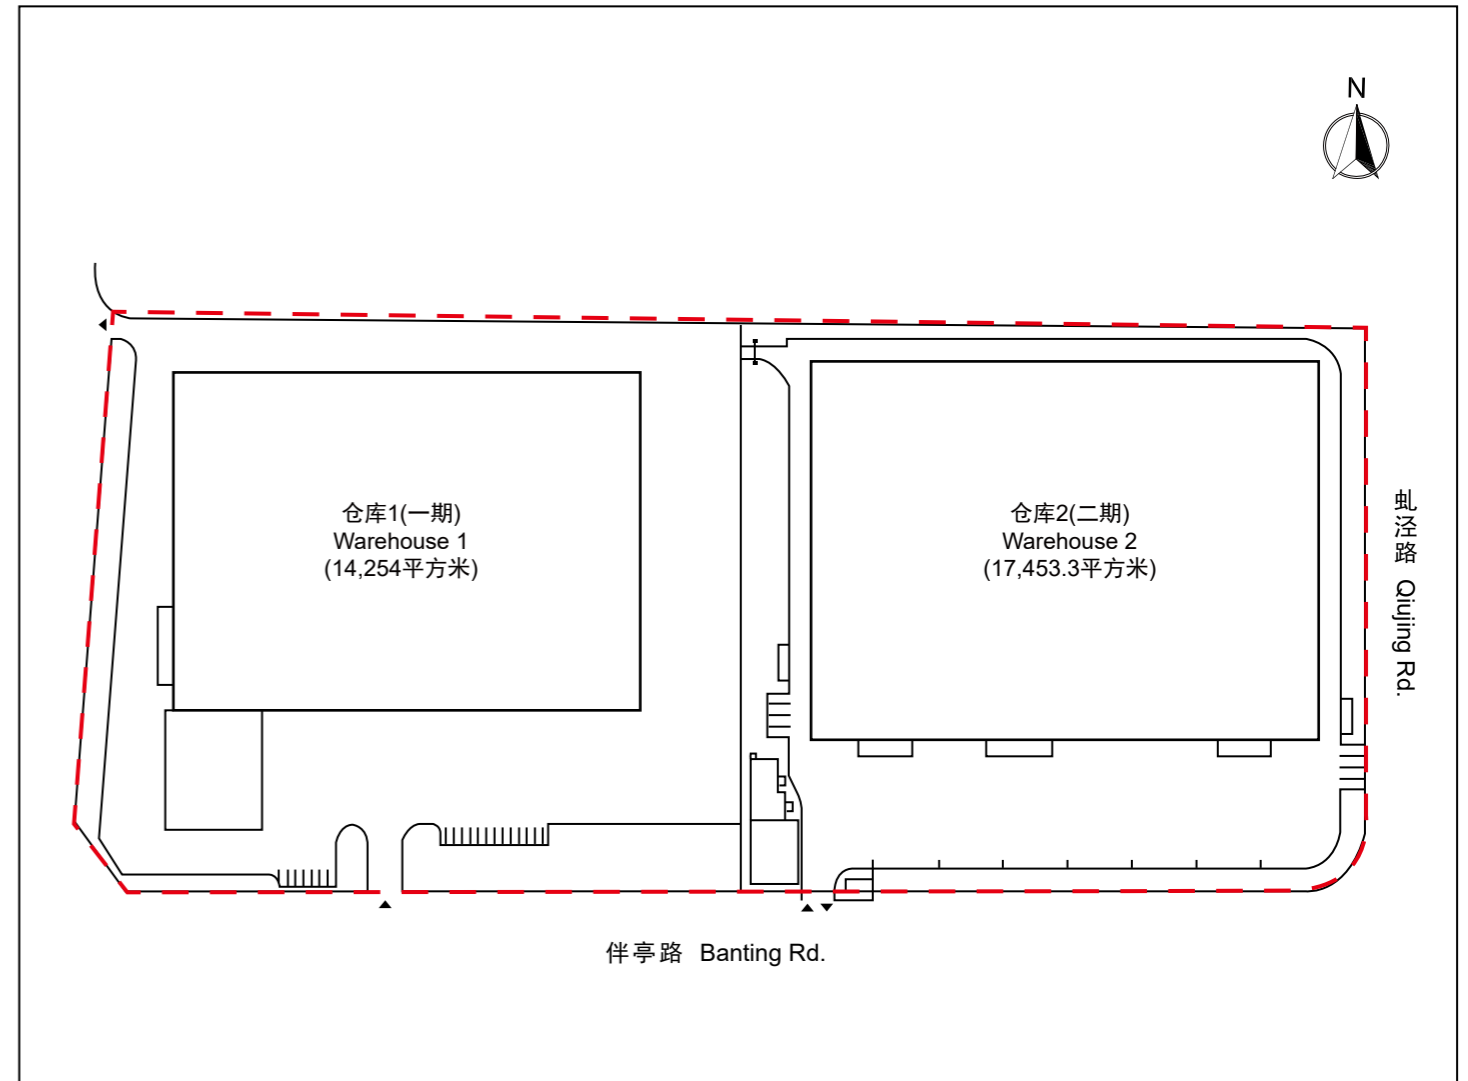 N
仓库1(一期)
Warehouse 1
(14,254平方米)
仓库2(二期)
Warehouse 2
(17,453.3平方米)
虬泾路 Qiujing Rd.
伴亭路 Banting Rd.